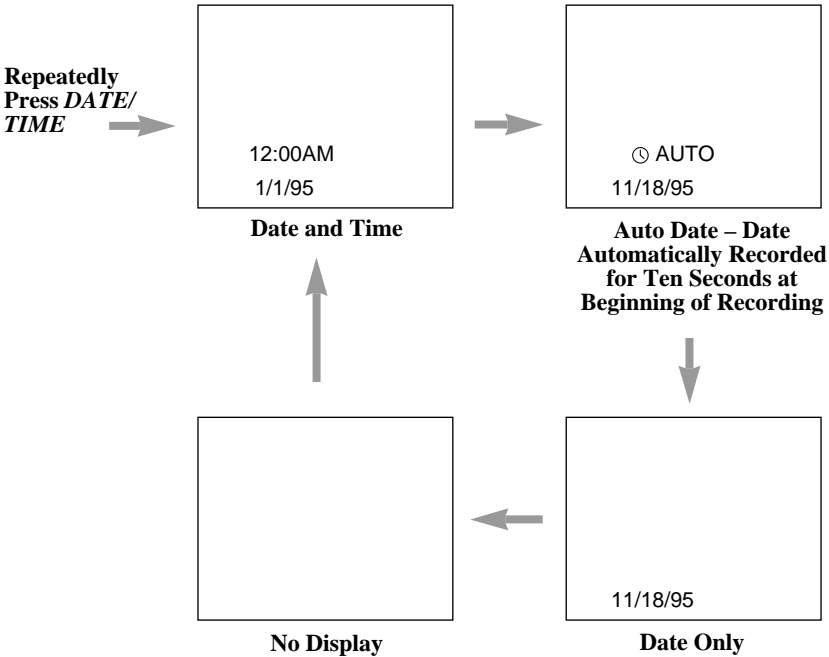 Repeatedly
Press DATE/
TIME
12:00AM
1/1/95
Date and Time
AUTO
11/18/95
Auto Date – Date
Automatically Recorded
for Ten Seconds at
Beginning of Recording
11/18/95
Date Only
No Display